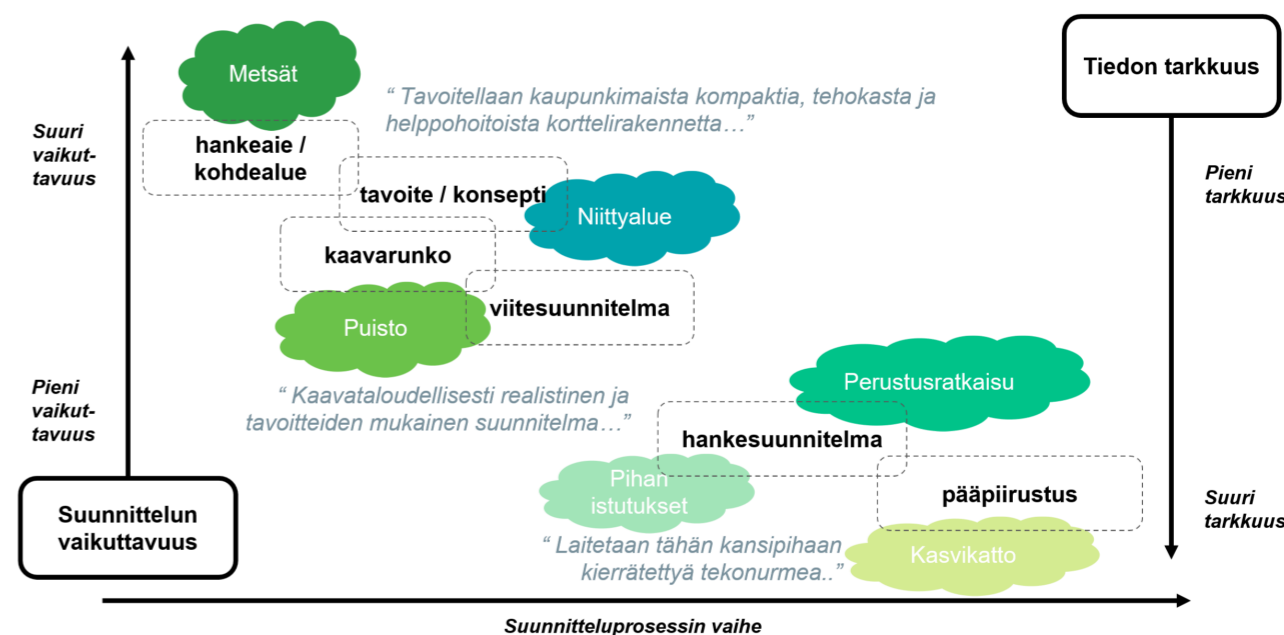 Metsät
Tiedon tarkkuus
“ Tavoitellaan kaupunkimaista kompaktia, tehokasta ja
helppohoitoista korttelirakennetta…”
Suuri
vaikut-
tavuus
hankeaie /
kohdealue
Pieni
tarkkuus
tavoite / konsepti
Niittyalue
kaavarunko
viitesuunnitelma
Puisto
Perustusratkaisu
Pieni
vaikut-
tavuus
“ Kaavataloudellisesti realistinen ja
tavoitteiden mukainen suunnitelma…”
hankesuunnitelma
Pihan
istutukset
pääpiirustus
Suuri
tarkkuus
Suunnittelun
vaikuttavuus
“ Laitetaan tähän kansipihaan
kierrätettyä tekonurmea..”
Kasvikatto
Suunnitteluprosessin vaihe